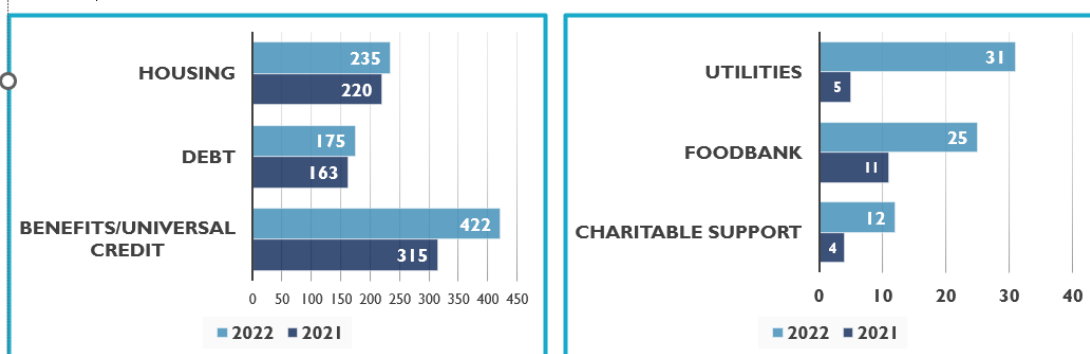 HOUSING
235
220
DEBT
175
163
BENEFITS/UNIVERSAL
CREDIT
422
315
0 50 100 150 200 250 300 350 400 450
2022 2021
UTILITIES
31
5
FOODBANK
25
11
CHARITABLE SUPPORT
12
4
0 10 20 30 40
2022 2021